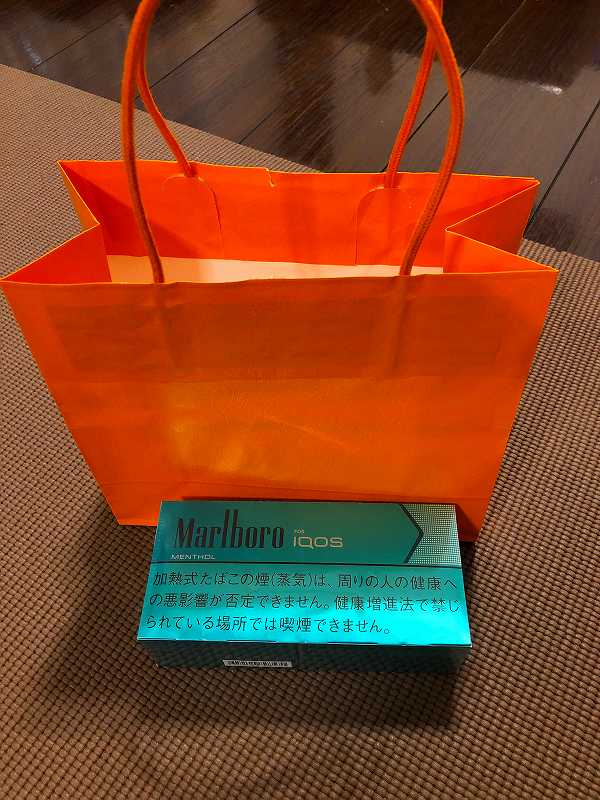 Marlboro FOR IQOS
MENTHOL
加熱式たばこの煙(蒸気)は、周りの人の健康へ
の悪影響が否定できません。健康増進法で禁じ
られている場所では喫煙できません。